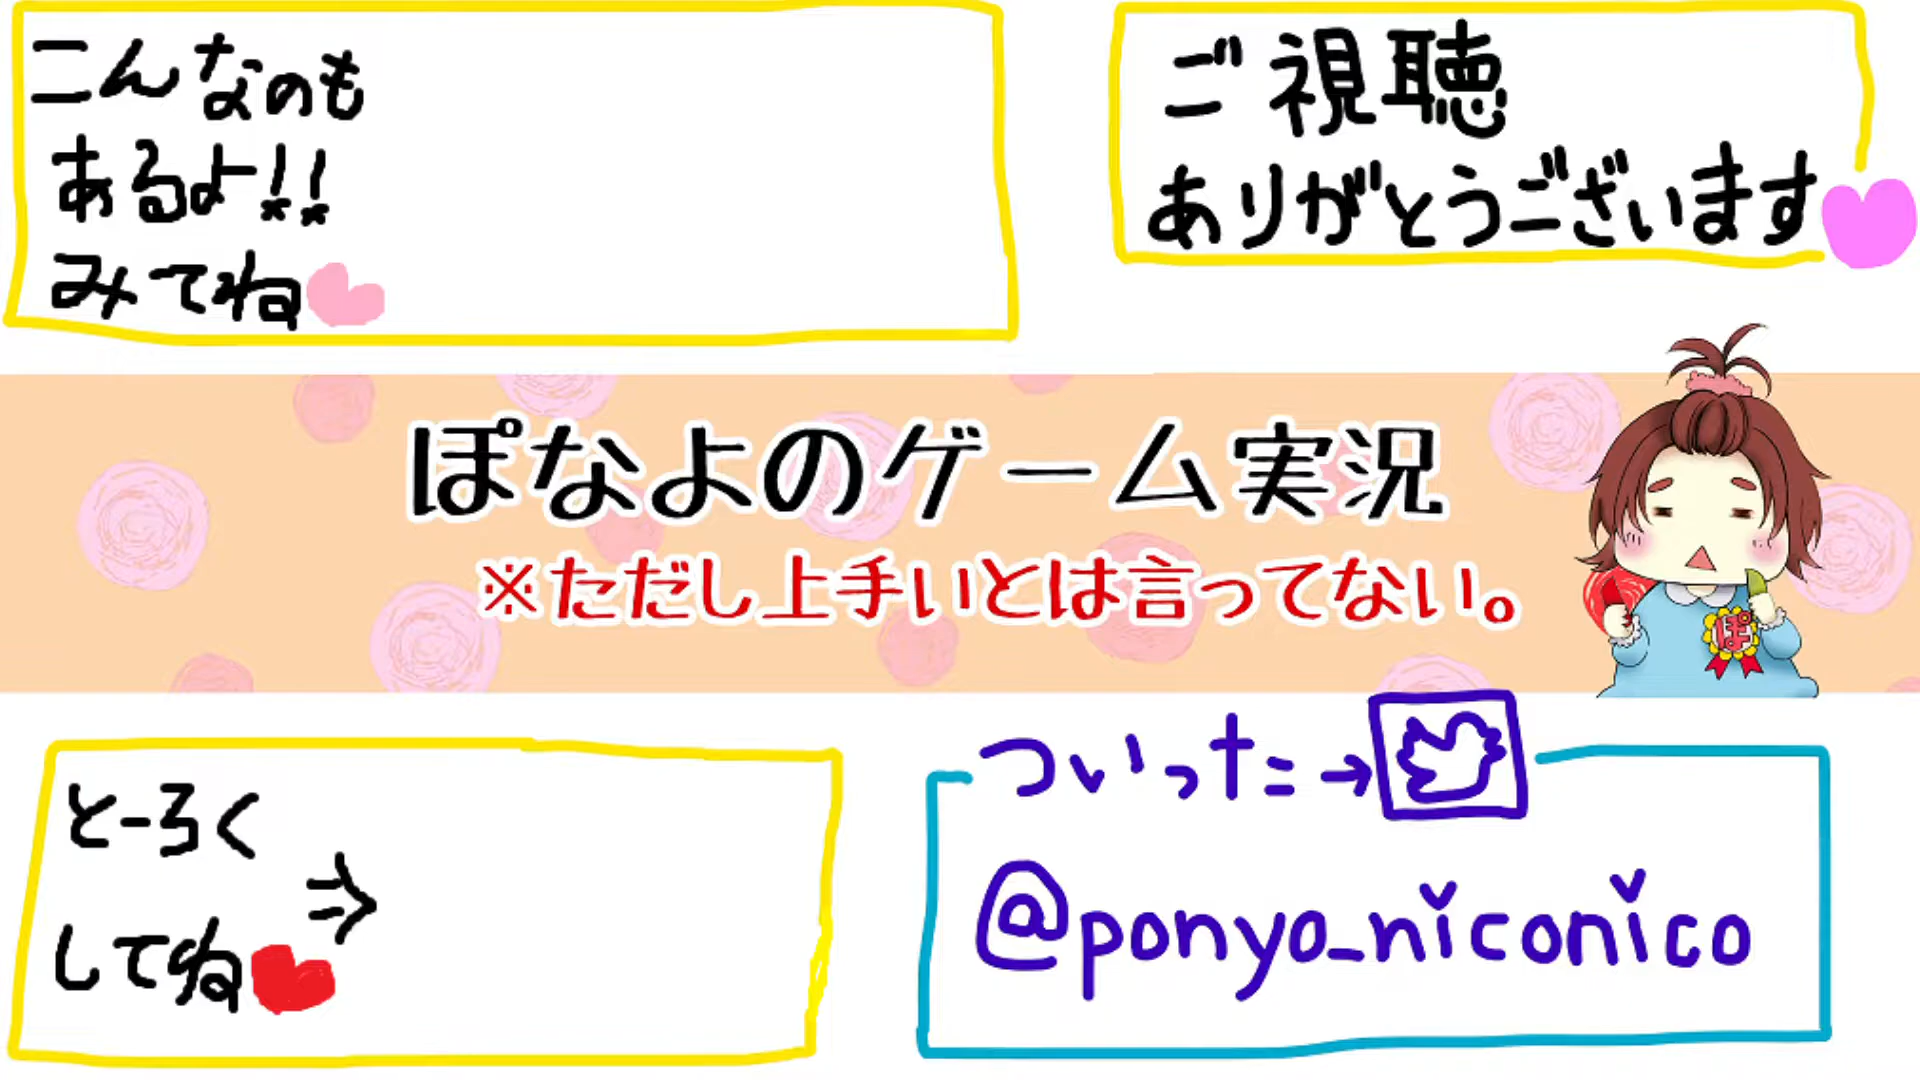 こんなのも
あるよ!!
みてね
ご視聴
ありがとうございます
ぽなよのゲーム実況
※ただし上手いとは言ってない。
ぽ
とーろく
してね
⇒
ついった→
@ponyo_niconico